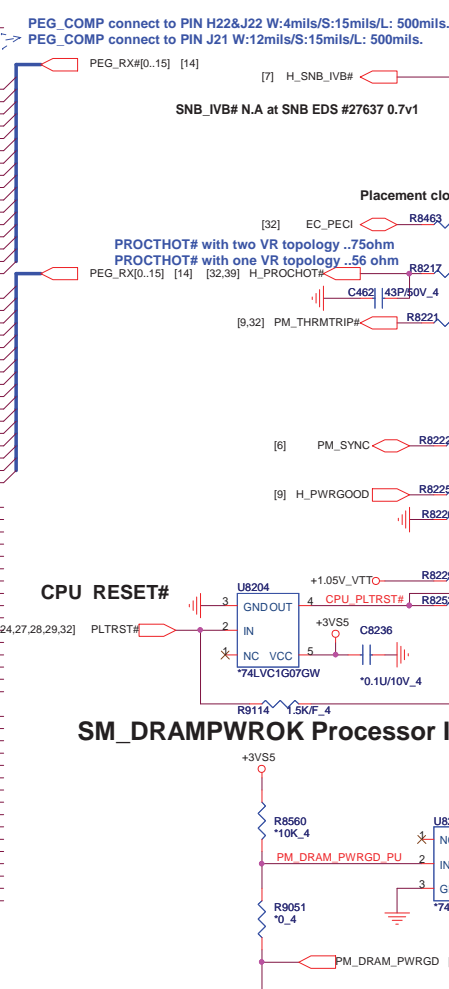 PEG_COMP connect to PIN H22&J22 W:4mils/S:15mils/L: 500mils.
PEG_COMP connect to PIN J21 W:12mils/S:15mils/L: 500mils.
PEG_RX#[0..15] [14]
[7] H_SNB_IVB#
SNB_IVB# N.A at SNB EDS #27637 0.7v1
Placement clo
[32] EC_PECI R8463
PROCTHOT# with two VR topology ..75ohm
PROCTHOT# with one VR topology ..56 ohm
PEG_RX[0..15] [14] [32,39] H_PROCHOT# R8217
C462 43P/50V_4
[9,32] PM_THRMTRIP# R8221
[6] PM_SYNC R8222
[9] H_PWRGOOD R8225
R822
CPU RESET#
U8204
+1.05V_VTT R822
3 GND OUT 4 CPU_PLTRST# R825
24,27,28,29,32] PLTRST# 2 IN
+3VS5 C8236
1 NC VCC 5
*74LVC1G07GW
*0.1U/10V_4
R9114 1.5K/F_4
SM_DRAMPWROK Processor I
+3VS5
R8560
*10K_4
U8
1 N
PM_DRAM_PWRGD_PU 2 IN
3 G
*74
R9051
*0_4
PM_DRAM_PWRGD [